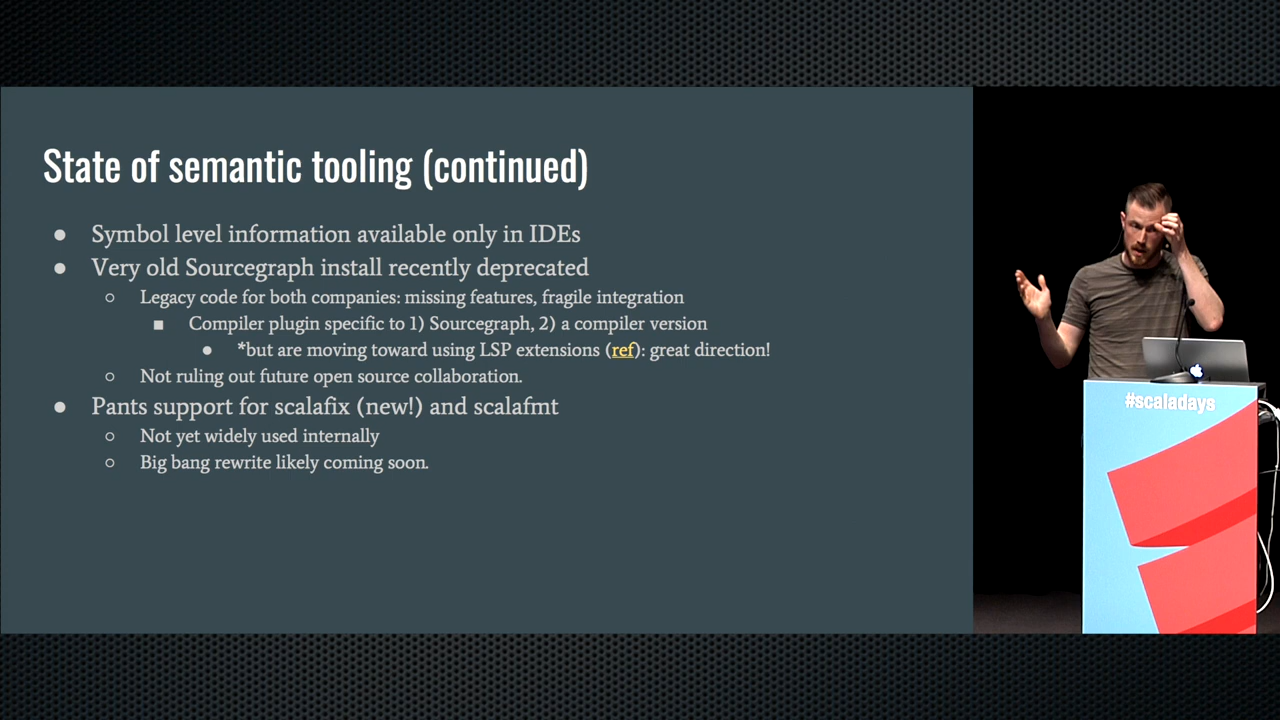 State of semantic tooling (continued)
● Symbol level information available only in IDEs
● Very old Sourcegraph install recently deprecated
○ Legacy code for both companies: missing features, fragile integration
■ Compiler plugin specific to 1) Sourcegraph, 2) a compiler version
● *but are moving toward using LSP extensions (ref): great direction!
○ Not ruling out future open source collaboration.
● Pants support for scalafix (new!) and scalafmt
○ Not yet widely used internally
○ Big bang rewrite likely coming soon.
#scaladays